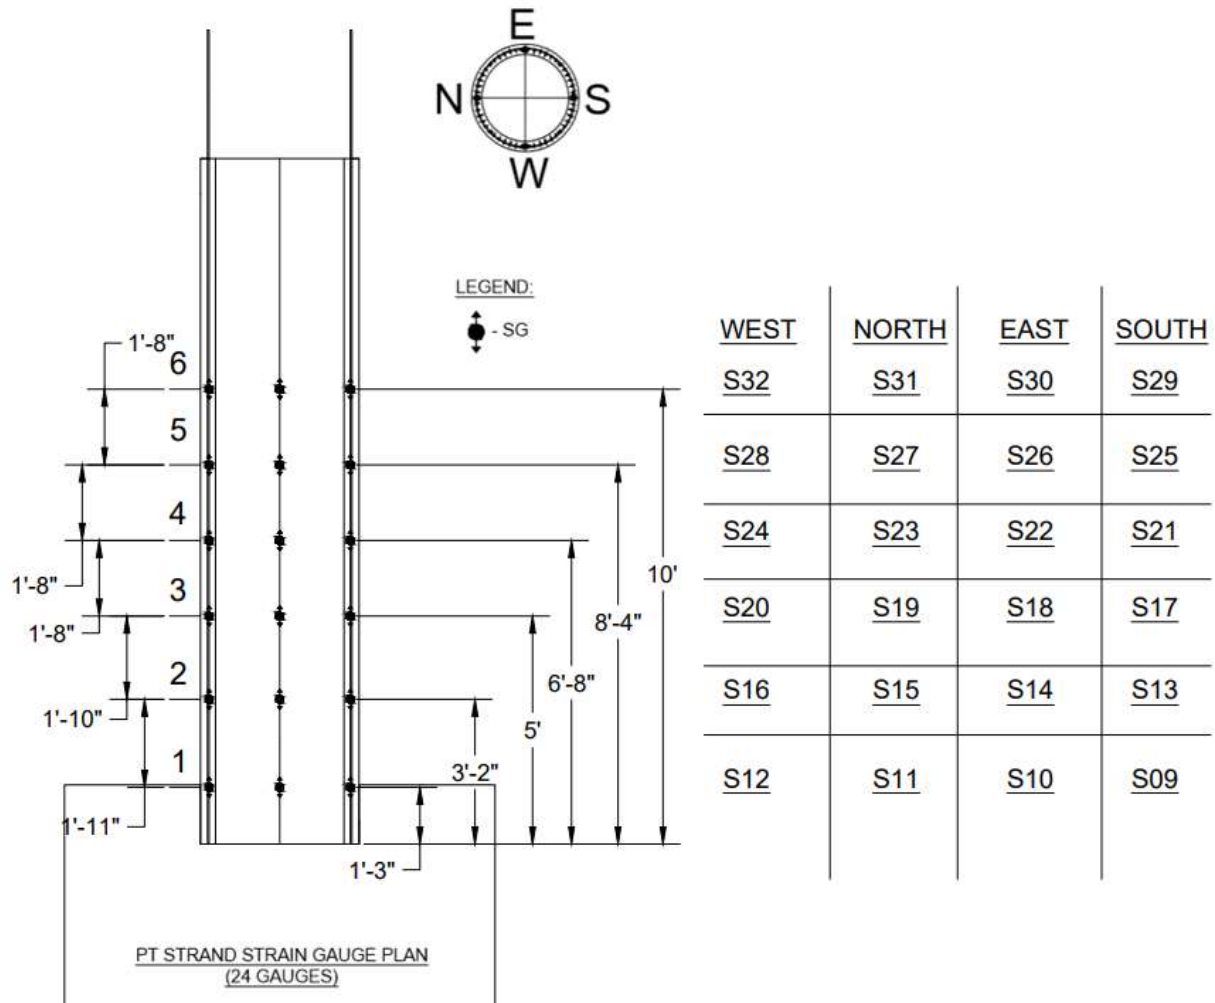 E
N S
W
LEGEND:
- SG
1'-8"
6
5
4
1'-8"
3
1'-8"
2
1'-10"
1
1'-11"
10'
8'-4"
6'-8"
5'
3'-2"
1'-3"
PT STRAND STRAIN GAUGE PLAN
(24 GAUGES)
WEST NORTH EAST SOUTH
S32 S31 S30 S29
S28 S27 S26 S25
S24 S23 S22 S21
S20 S19 S18 S17
S16 S15 S14 S13
S12 S11 S10 S09